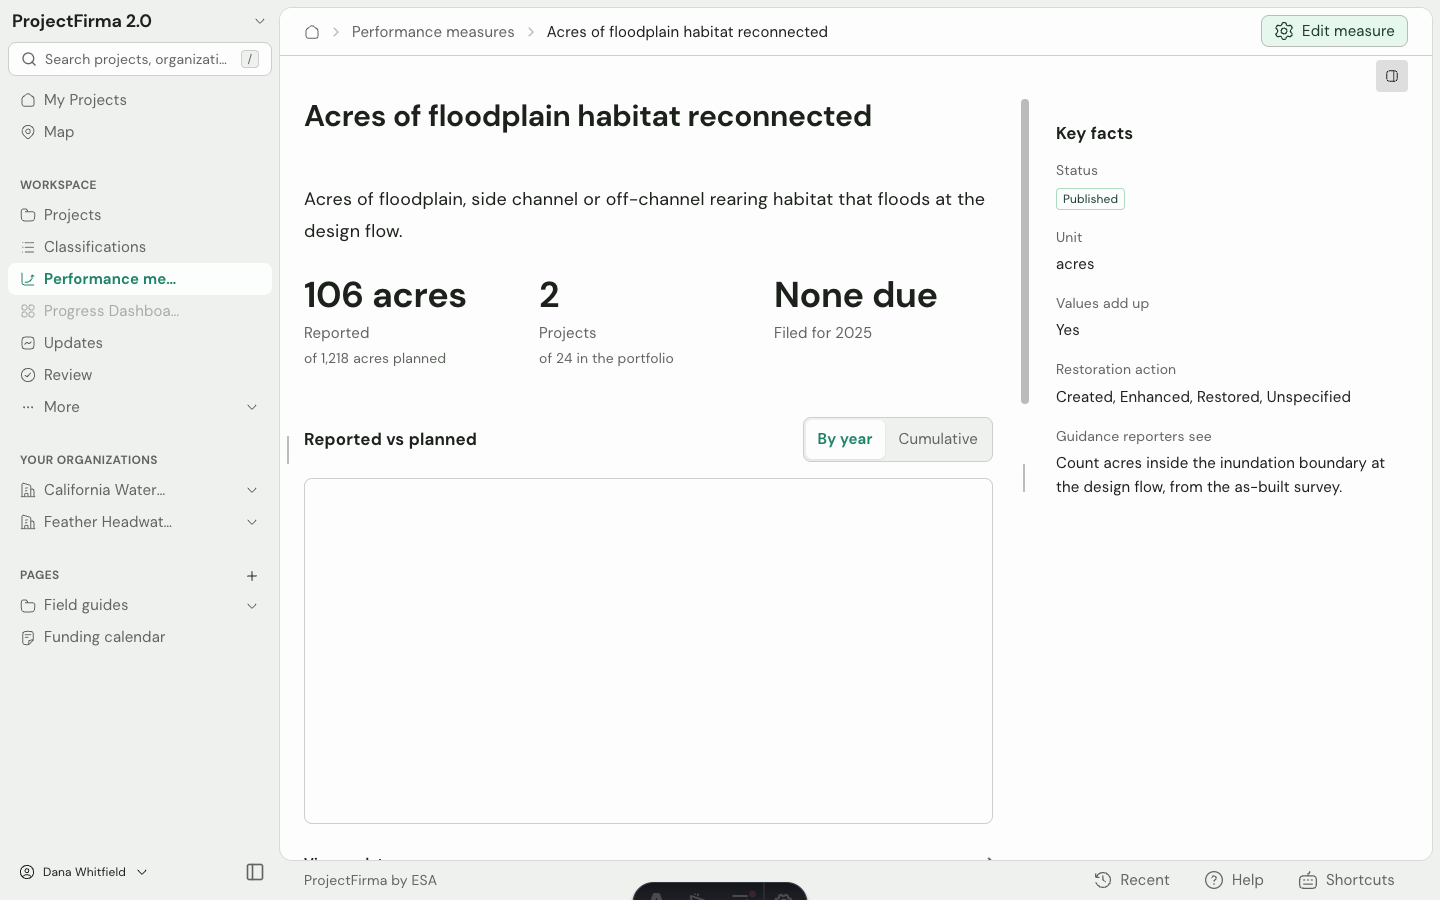 ProjectFirma 2.0
Search projects, organizati...
/
My Projects
Map
WORKSPACE
Projects
Classifications
Performance me...
Progress Dashboa...
Updates
Review
More
YOUR ORGANIZATIONS
California Water...
Feather Headwat...
PAGES
Field guides
Funding calendar
Dana Whitfield
Performance measures
Acres of floodplain habitat reconnected
Edit measure
Acres of floodplain habitat reconnected
Acres of floodplain, side channel or off-channel rearing habitat that floods at the
design flow.
106 acres
Reported
of 1,218 acres planned
2
Projects
of 24 in the portfolio
None due
Filed for 2025
Reported vs planned
By year
Cumulative
Key facts
Status
Published
Unit
acres
Values add up
Yes
Restoration action
Created, Enhanced, Restored, Unspecified
Guidance reporters see
Count acres inside the inundation boundary at
the design flow, from the as-built survey.
ProjectFirma by ESA
Recent
Help
Shortcuts